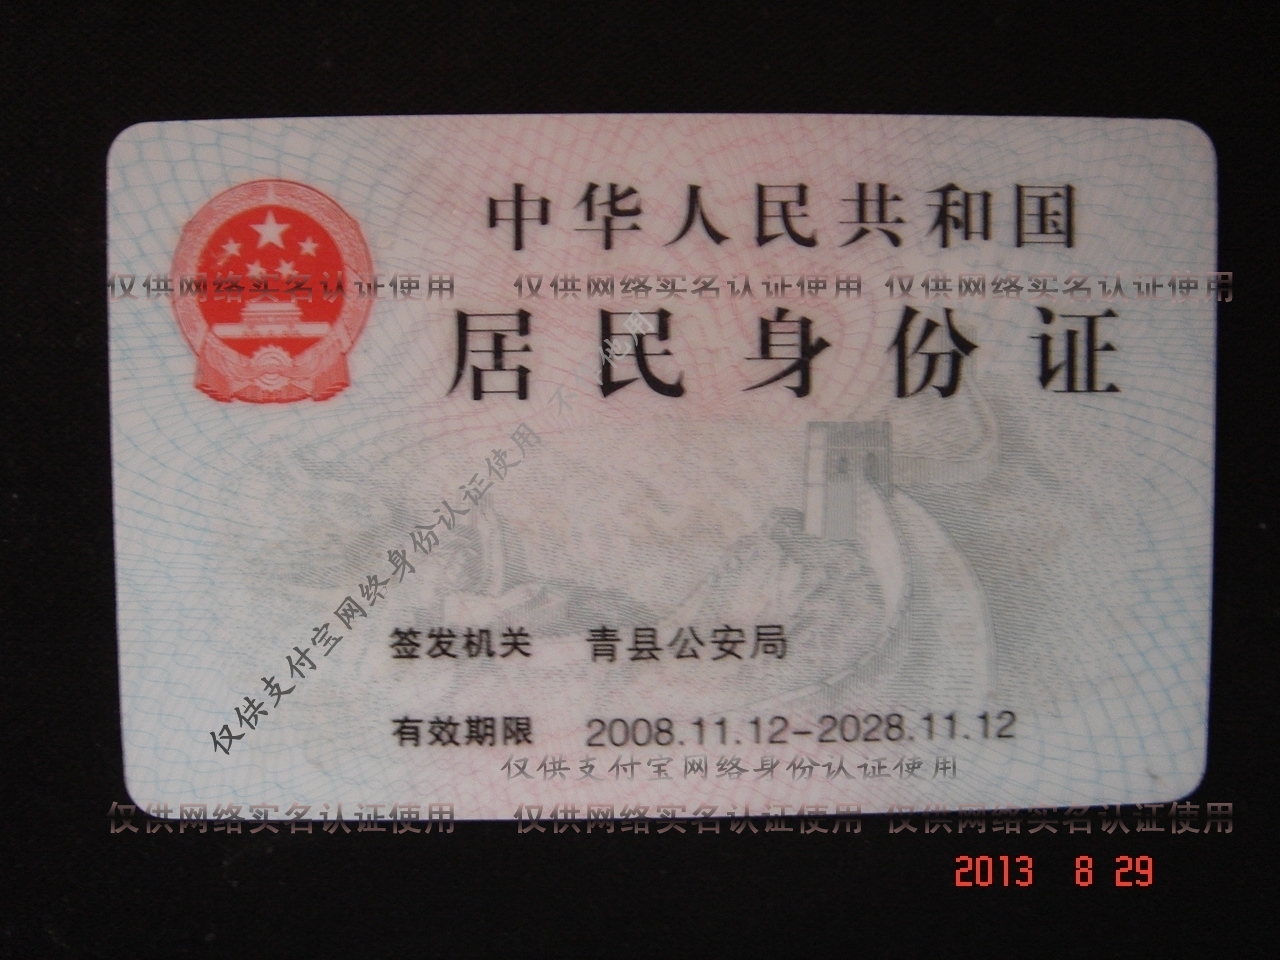 中华人民共和国
仅供网络实名认证使用 仅供网络实名认证使用 仅供网络实名认证使用
居民身份证
仅供支付宝网络身份认证使用 不 他用
签发机关 青县公安局
有效期限 2008.11.12-2028.11.12
仅供支付宝网络身份认证使用
仅供网络实名认证使用 仅供网络实名认证使用 仅供网络实名认证使用
2013 8 29